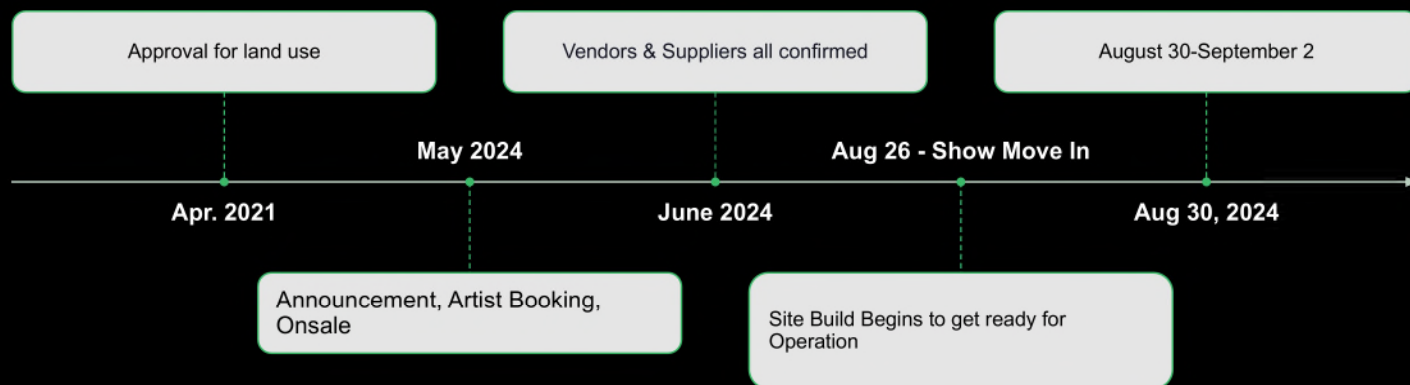 Approval for land use
Vendors & Suppliers all confirmed
August 30-September 2
May 2024
Aug 26 - Show Move In
Apr. 2021
June 2024
Aug 30, 2024
Announcement, Artist Booking,
Onsale
Site Build Begins to get ready for
Operation